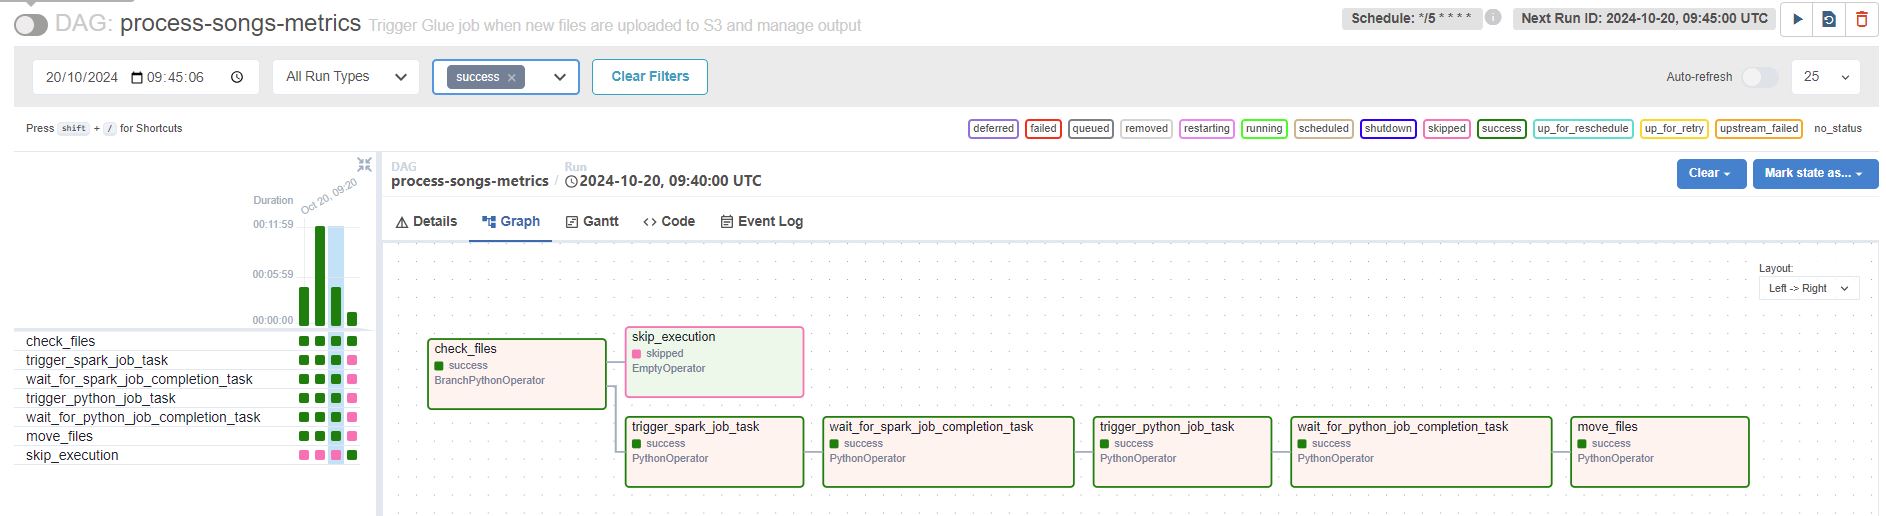 DAG: process-songs-metrics Trigger Glue job when new files are uploaded to S3 and manage output
Schedule: */5 * * * *
Next Run ID: 2024-10-20, 09:45:00 UTC
20/10/2024 09:45:06
All Run Types
success ×
Clear Filters
Auto-refresh
25
Press shift + / for Shortcuts
deferred failed queued removed restarting running scheduled shutdown skipped success up_for_reschedule up_for_retry upstream_failed no_status
Duration
Oct 20, 09:20
00:11:59
00:05:59
00:00:00
check_files
trigger_spark_job_task
wait_for_spark_job_completion_task
trigger_python_job_task
wait_for_python_job_completion_task
move_files
skip_execution
DAG
process-songs-metrics
/
Run
2024-10-20, 09:40:00 UTC
Clear
Mark state as...
Details
Graph
Gantt
Code
Event Log
Layout:
Left -> Right
check_files
success
BranchPythonOperator
skip_execution
skipped
EmptyOperator
trigger_spark_job_task
success
PythonOperator
wait_for_spark_job_completion_task
success
PythonOperator
trigger_python_job_task
success
PythonOperator
wait_for_python_job_completion_task
success
PythonOperator
move_files
success
PythonOperator